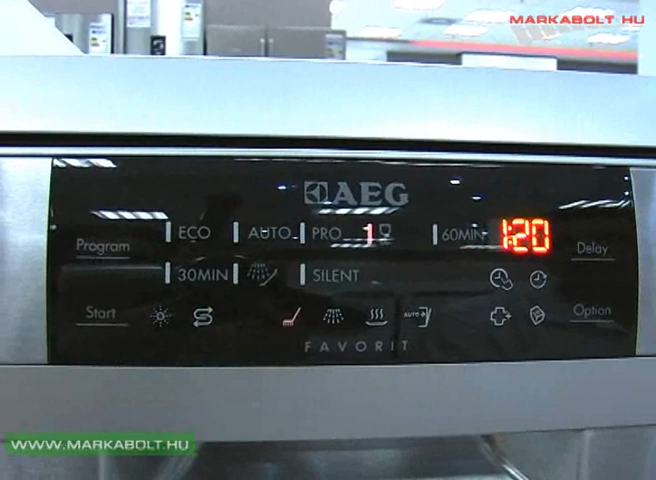 MARKABOLT.HU
AEG
Program
ECO AUTO PRO 60MIN 1:20
Delay
30MIN SILENT
Start
AUTO
Option
FAVORIT
WWW.MARKABOLT.HU